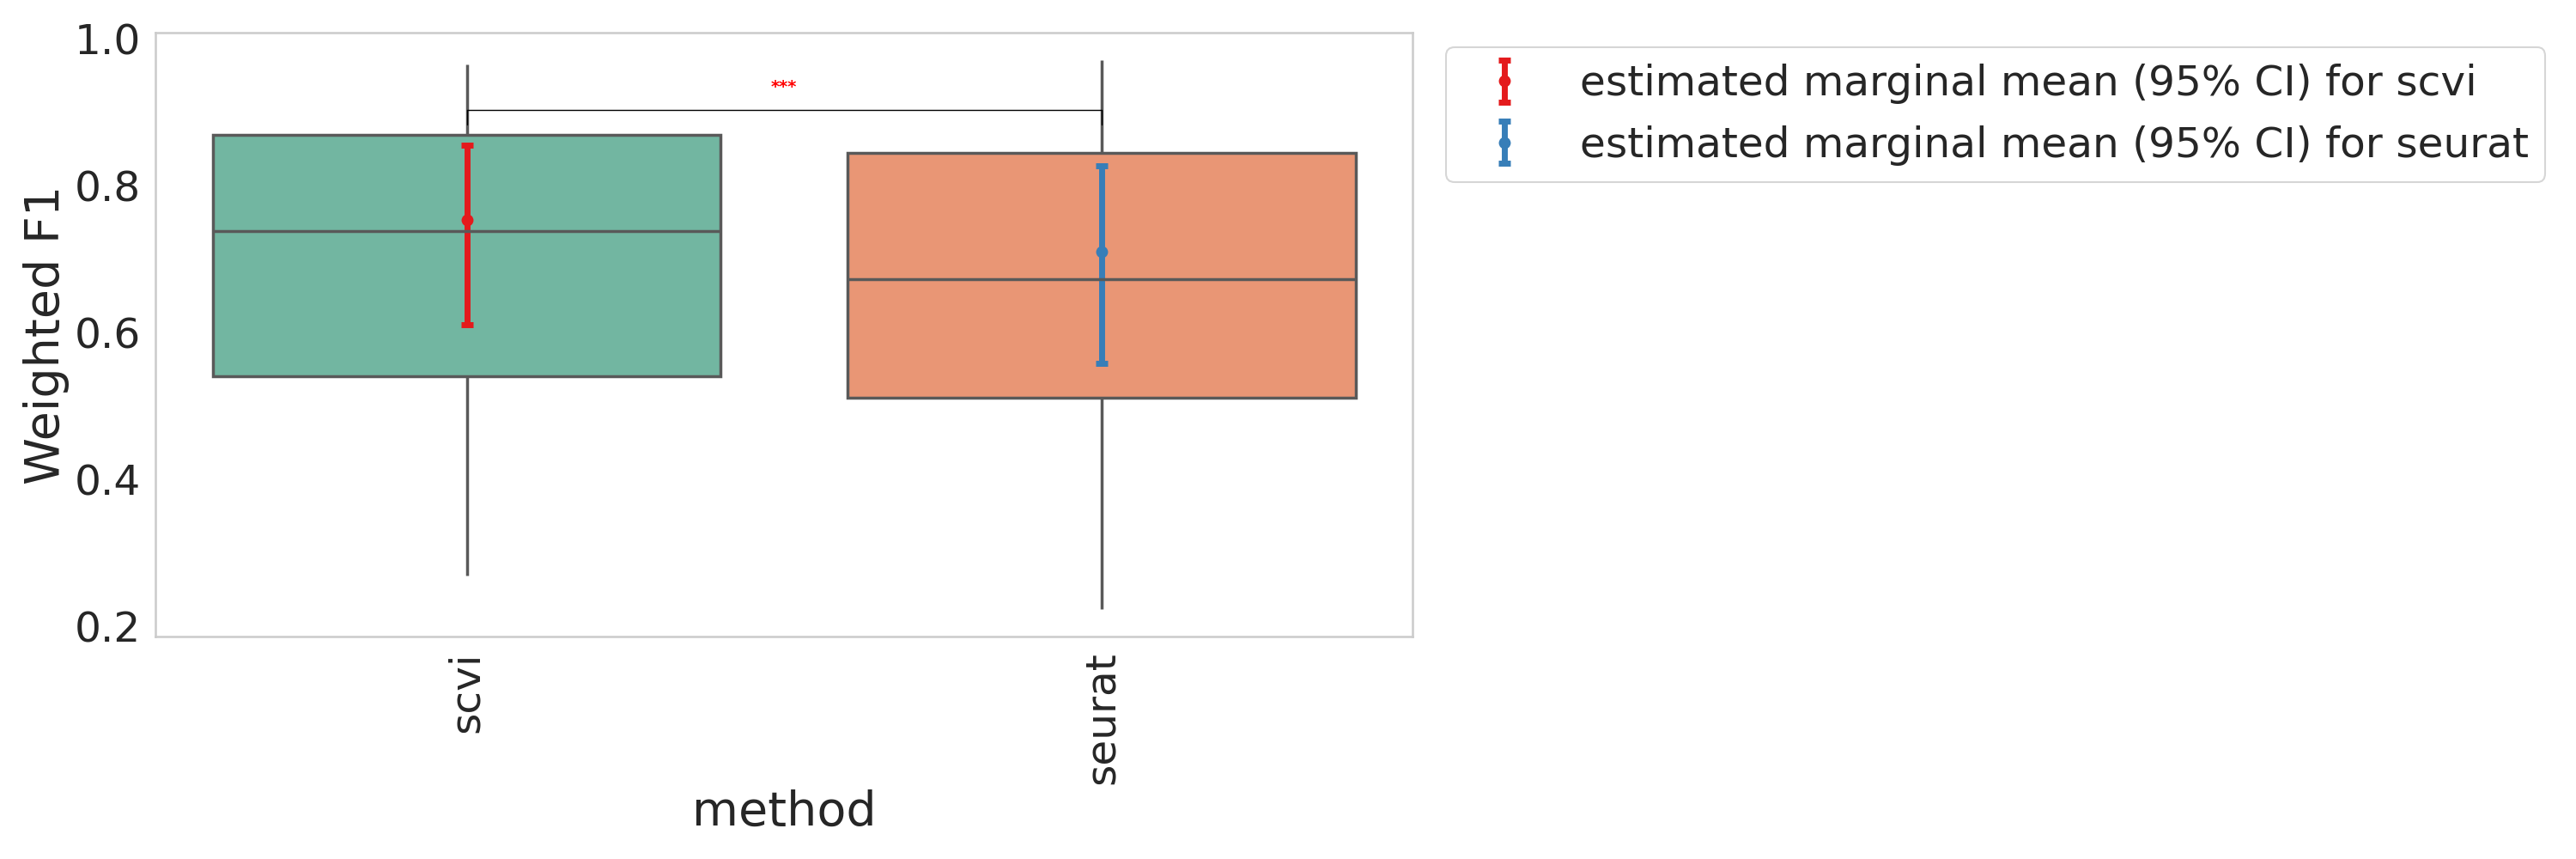 1.0
0.8
0.6
0.4
0.2
Weighted F1
***
scvi
seurat
method
estimated marginal mean (95% CI) for scvi
estimated marginal mean (95% CI) for seurat